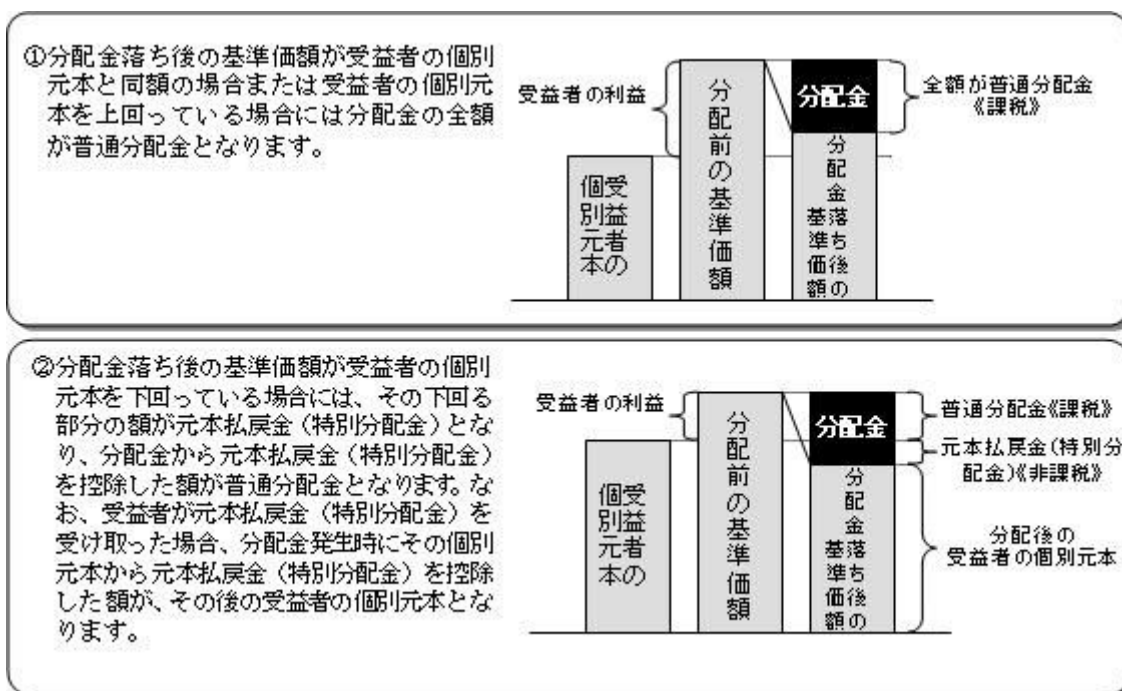 ①分配金落ち後の基準価額が受益者の個別
元本と同額の場合または受益者の個別元
本を上回っている場合には分配金の全額
が普通分配金となります。
受益者の利益
受益者の
個別元本
分配前の基準価額
分配金
分配金落ち後の
基準価額
全額が普通分配金
《課税》
②分配金落ち後の基準価額が受益者の個別
元本を下回っている場合には、その下回る
部分の額が元本払戻金（特別分配金）とな
り、分配金から元本払戻金（特別分配金）
を控除した額が普通分配金となります。な
お、受益者が元本払戻金（特別分配金）を
受け取った場合、分配金発生時にその個別
元本から元本払戻金（特別分配金）を控除
した額が、その後の受益者の個別元本とな
ります。
受益者の利益
受益者の
個別元本
分配前の基準価額
分配金
分配金落ち後の
基準価額
普通分配金《課税》
元本払戻金(特別分
配金)《非課税》
分配後の
受益者の個別元本